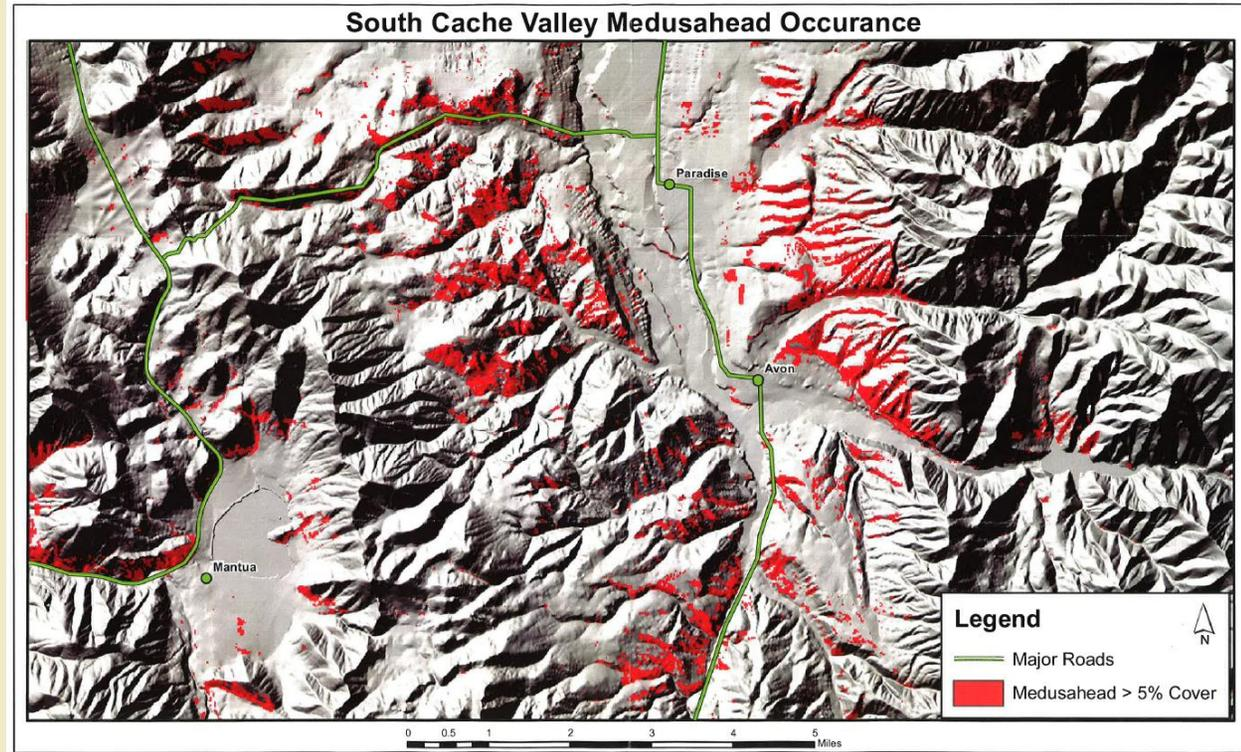 South Cache Valley Medusahead Occurance
Paradise
Avon
Mantua
Legend
N
Major Roads
Medusahead > 5% Cover
0 0.5 1 2 3 4 5
Miles